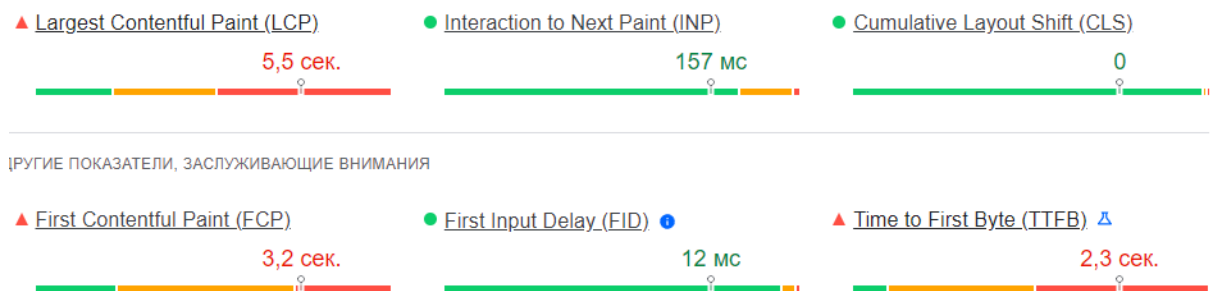 Largest Contentful Paint (LCP)
Interaction to Next Paint (INP)
Cumulative Layout Shift (CLS)
5,5 сек.
157 мс
0
ДРУГИЕ ПОКАЗАТЕЛИ, ЗАСЛУЖИВАЮЩИЕ ВНИМАНИЯ
First Contentful Paint (FCP)
First Input Delay (FID)
Time to First Byte (TTFB)
3,2 сек.
12 мс
2,3 сек.